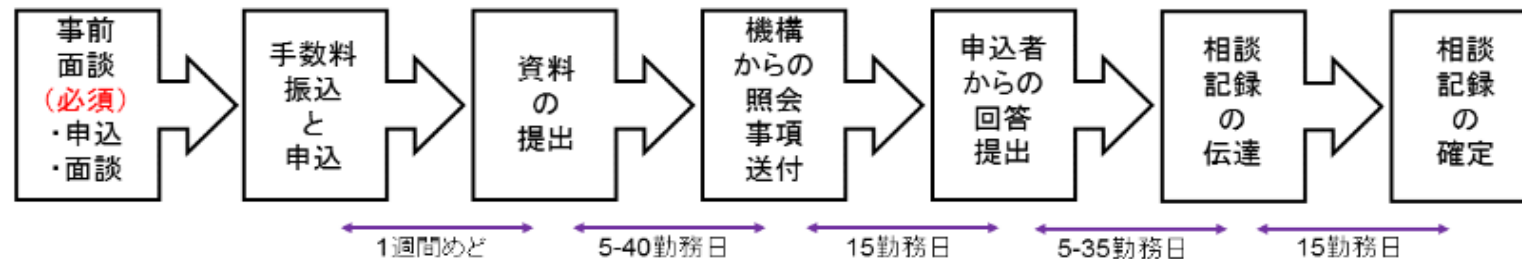 事前
面談
（必須）
・申込
・面談
手数料
振込
と
申込
資料
の
提出
機構
からの
照会
事項
送付
申込者
からの
回答
提出
相談
記録
の
伝達
相談
記録
の
確定
1週間めど
5-40勤務日
15勤務日
5-35勤務日
15勤務日